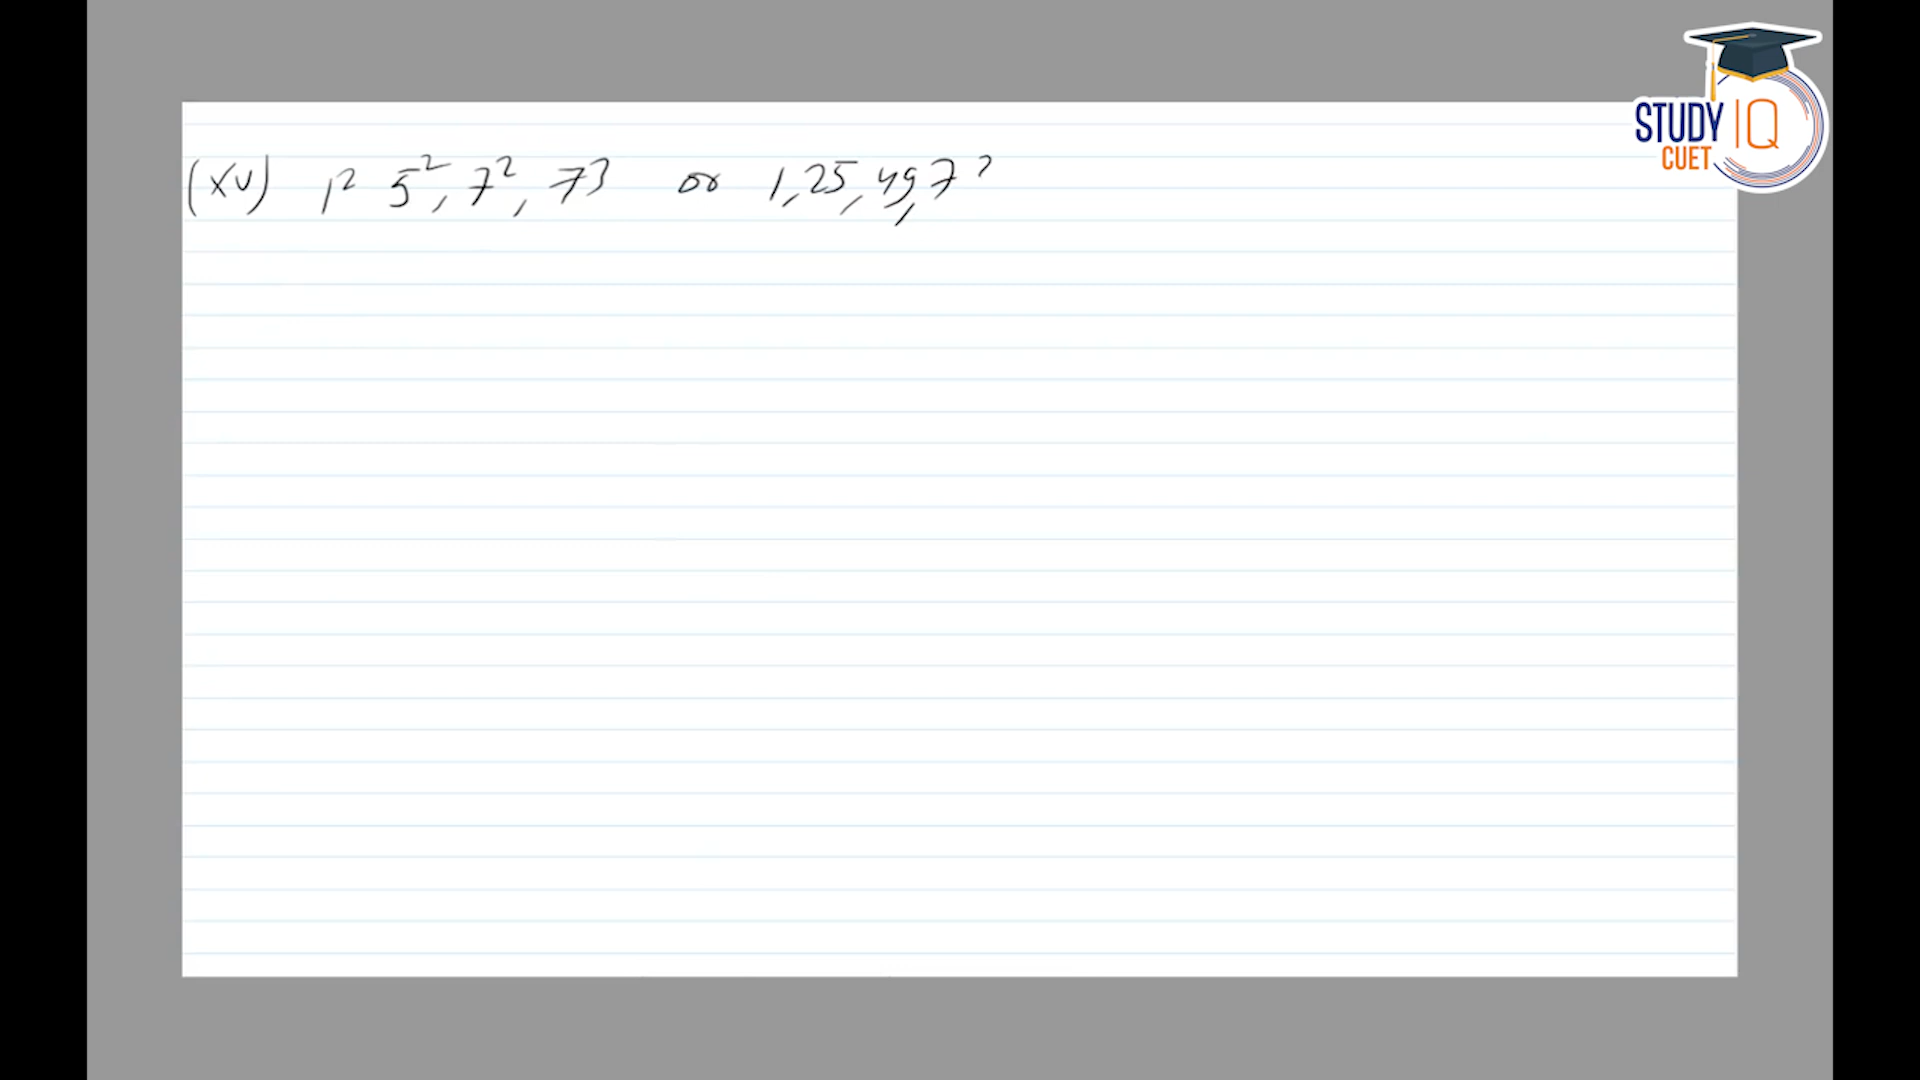 STUDY IQ
CUET
(xv) 1² 5², 7², 73 or 1,25,49,7?